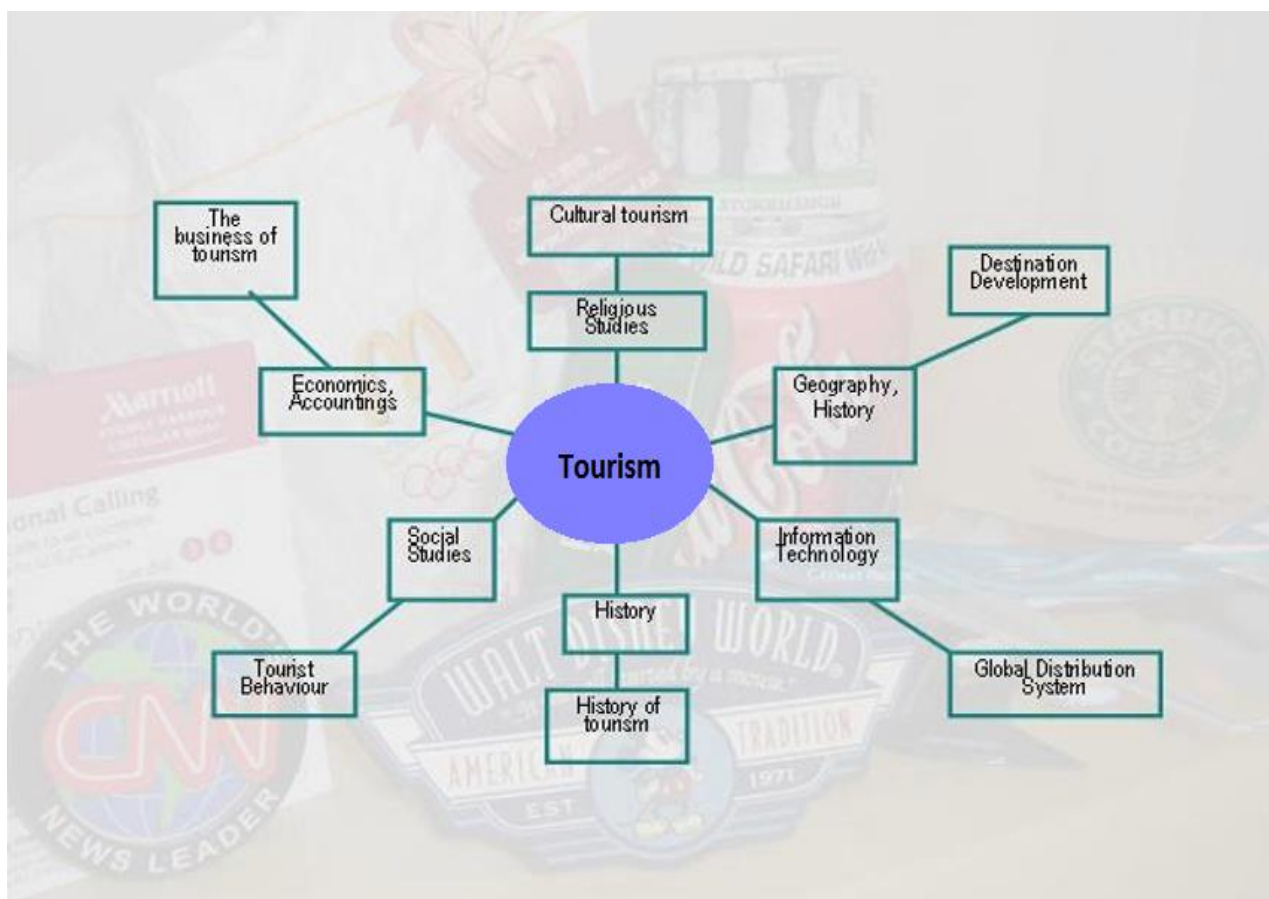 The
business of
tourism
Cultural tourism
Destination
Development
Religious
Studies
Economics,
Accountings
Geography,
History
Tourism
Social
Studies
Information
Technology
History
Tourist
Behaviour
History of
tourism
Global Distribution
System
Marriott
onal Calling
WILD SAFARI
STARBUCKS
COFFEE
THE WORLD'S
CNN
NEWS LEADER
WALT DISNEY WORLD
AMERICAN
TRADITION
EST
1971